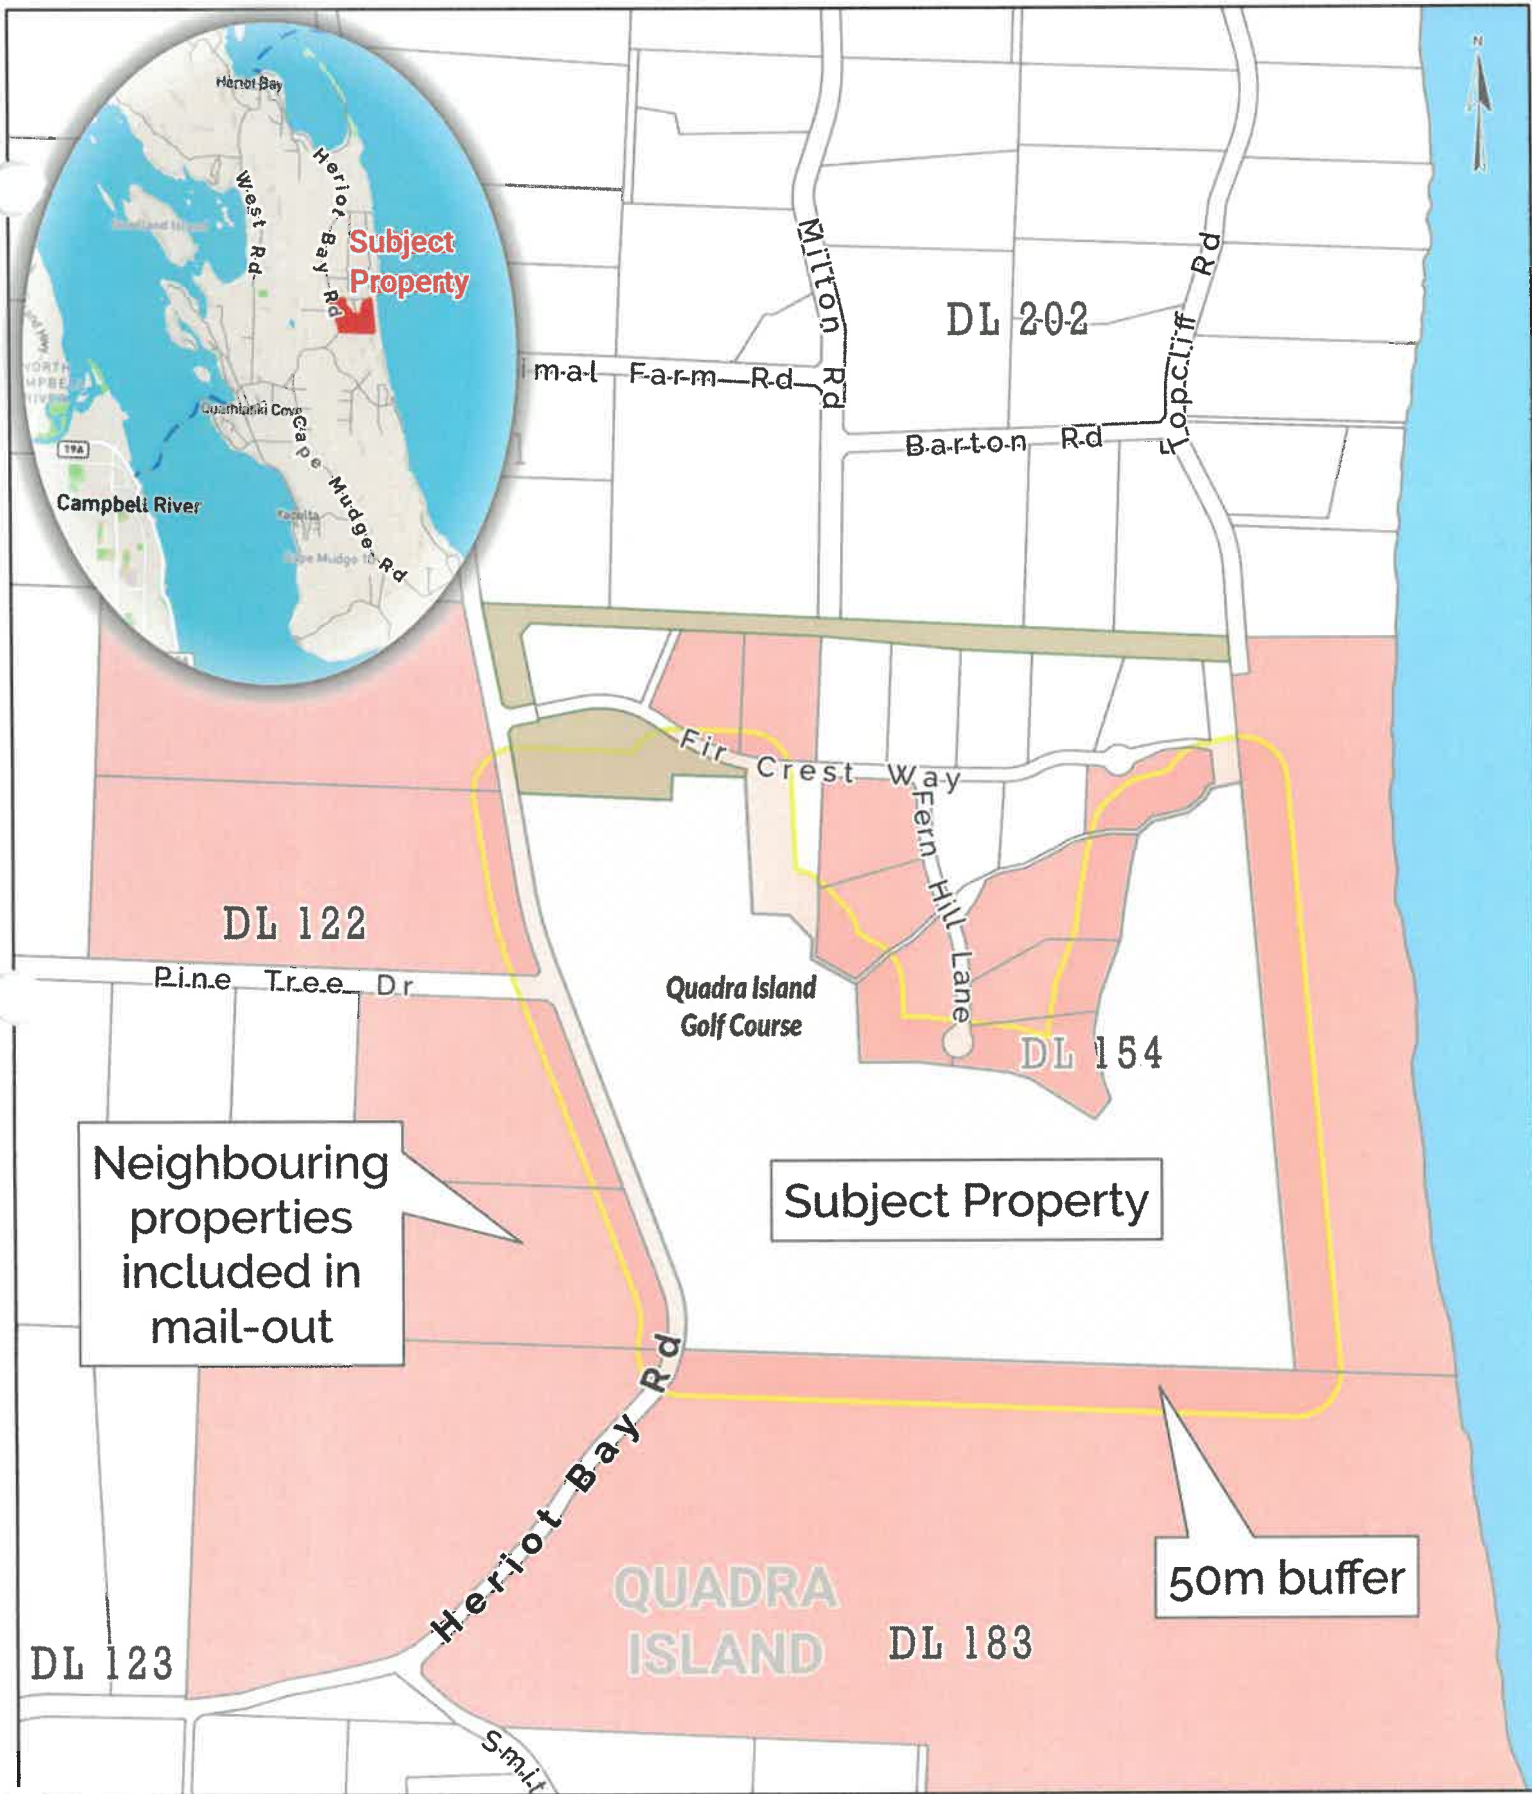 N
Heriot Bay
West Rd
Heriot Bay Rd
Subject
Property
19A
Quathiaski Cove
Cape Mudge Rd
Campbell River
Milton Rd
DL 202
Topcliff Rd
Farm Rd
Barton Rd
Fir Crest Way
Fern Hill Lane
DL 122
Pine Tree Dr
Quadra Island
Golf Course
DL 154
Neighbouring
properties
included in
mail-out
Subject Property
Heriot Bay Rd
50m buffer
QUADRA
ISLAND
DL 183
DL 123
Smit